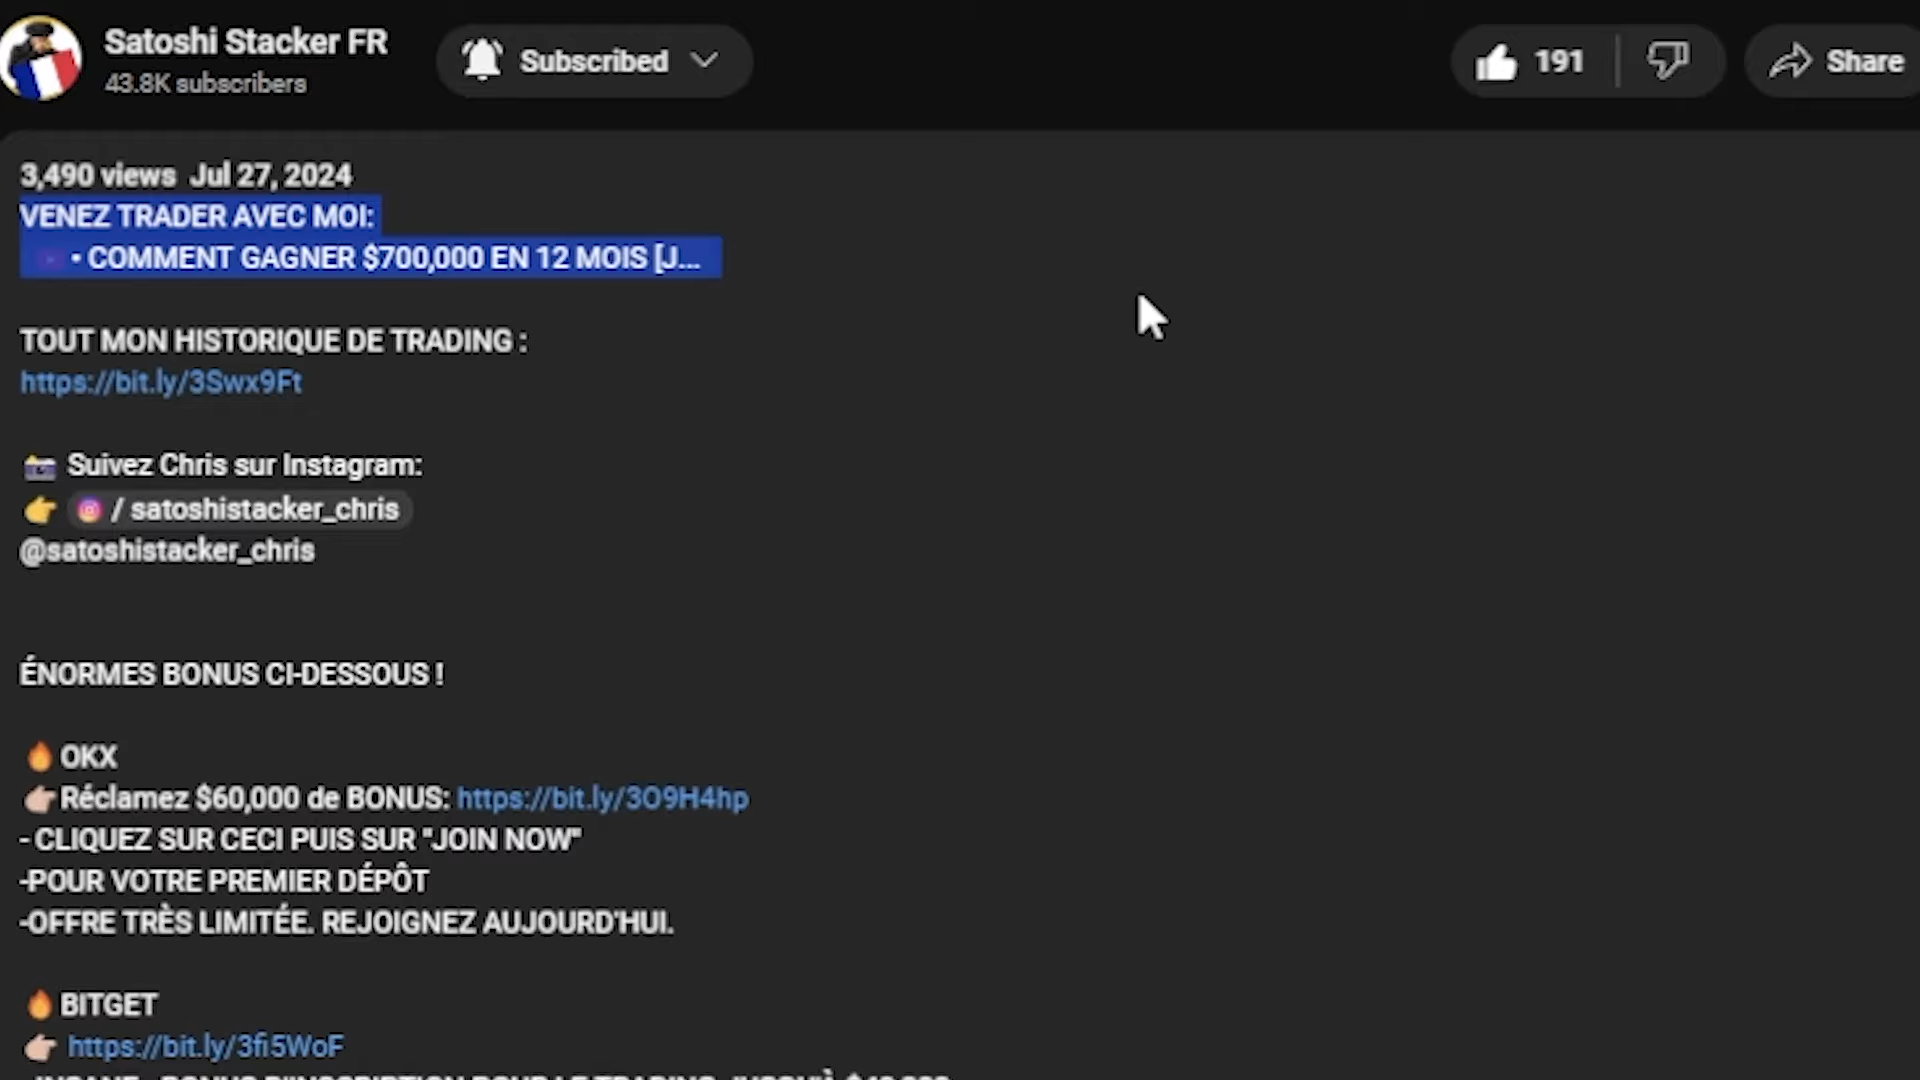 Satoshi Stacker FR
43.8K subscribers
Subscribed
191
Share
3,490 views Jul 27, 2024
VENEZ TRADER AVEC MOI:
• COMMENT GAGNER $700,000 EN 12 MOIS [J...
TOUT MON HISTORIQUE DE TRADING :
https://bit.ly/3Swx9Ft
Suivez Chris sur Instagram:
/ satoshistacker_chris
@satoshistacker_chris
ÉNORMES BONUS CI-DESSOUS !
OKX
Réclamez $60,000 de BONUS: https://bit.ly/3O9H4hp
- CLIQUEZ SUR CECI PUIS SUR "JOIN NOW"
-POUR VOTRE PREMIER DÉPÔT
-OFFRE TRÈS LIMITÉE. REJOIGNEZ AUJOURD'HUI.
BITGET
https://bit.ly/3fi5WoF